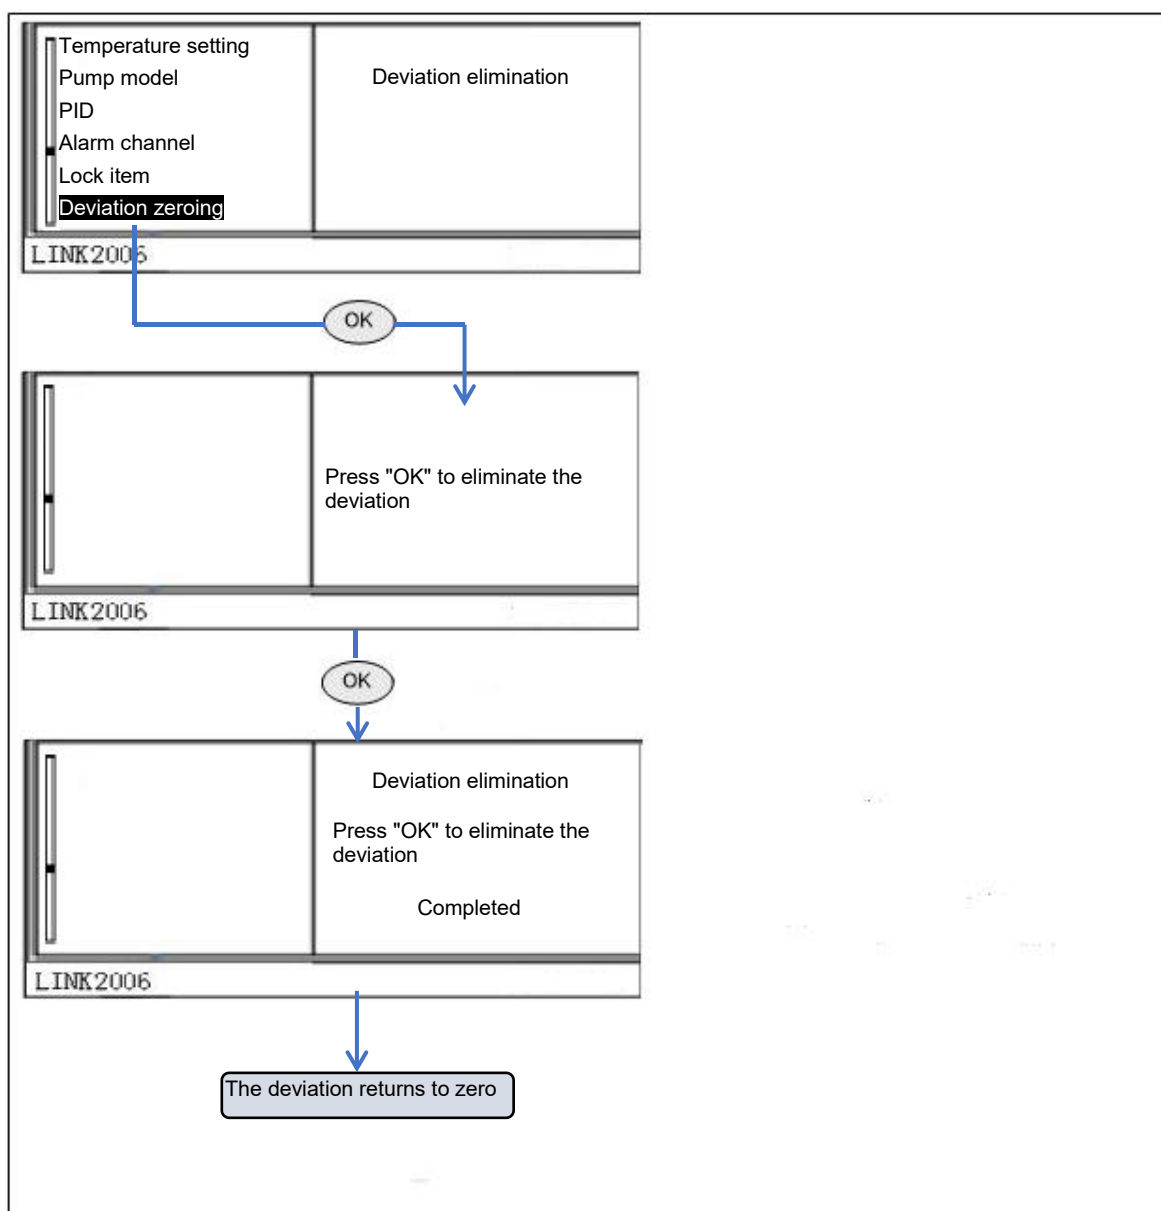 Temperature setting
Pump model
PID
Alarm channel
Lock item
Deviation zeroing
Deviation elimination
LINK2006
OK
Press "OK" to eliminate the
deviation
LINK2006
OK
Deviation elimination
Press "OK" to eliminate the
deviation
Completed
LINK2006
The deviation returns to zero